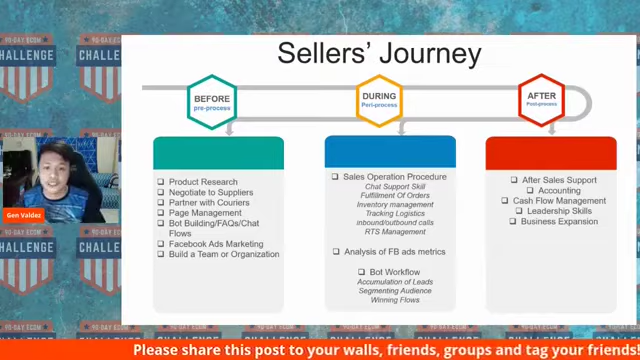 90-DAY ECOM
CHALLENGE
Sellers' Journey
BEFORE
pre-process
DURING
Peri-process
AFTER
Post-process
Product Research
Negotiate to Suppliers
Partner with Couriers
Page Management
Bot Building/FAQs/Chat
Flows
Facebook Ads Marketing
Build a Team or Organization
Sales Operation Procedure
Chat Support Skill
Fulfillment Of Orders
Inventory management
Tracking Logistics
inbound/outbound calls
RTS Management
Analysis of FB ads metrics
Bot Workflow
Accumulation of Leads
Segmenting Audience
Winning Flows
After Sales Support
Accounting
Cash Flow Management
Leadership Skills
Business Expansion
Gen Valdez
Please share this post to your walls, friends, groups and tag your friends!